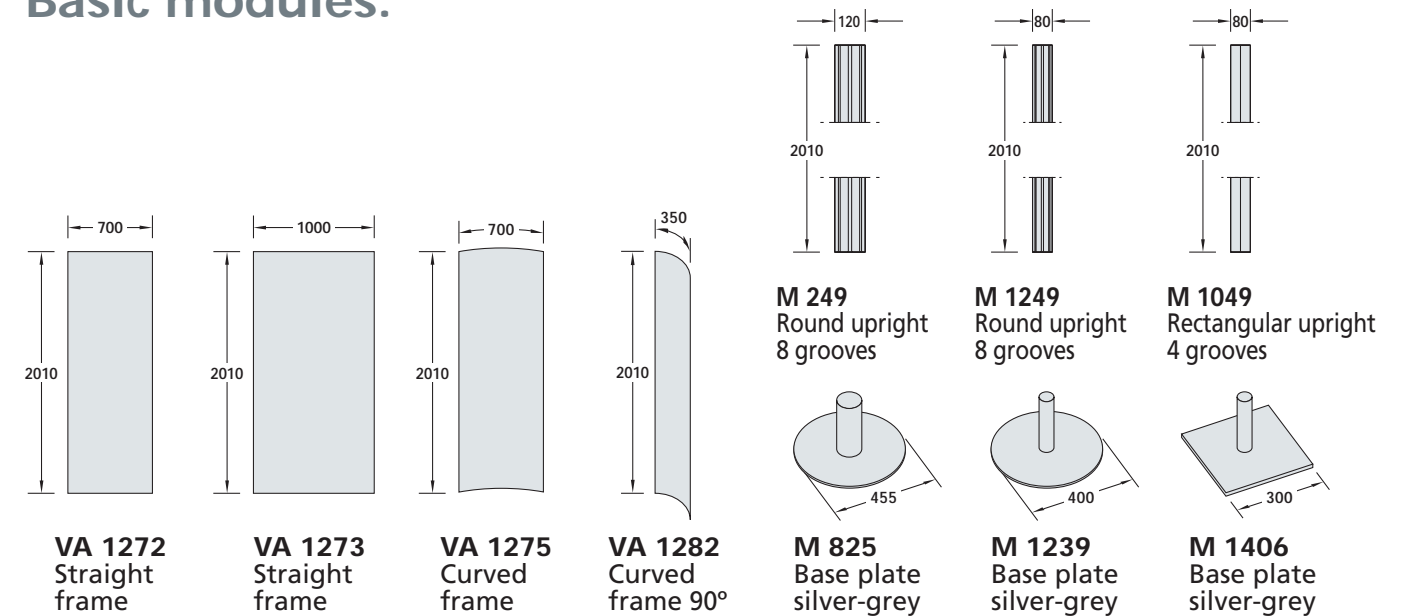 Basic modules.
120
80
80
2010
2010
2010
M 249
Round upright
8 grooves
M 1249
Round upright
8 grooves
M 1049
Rectangular upright
4 grooves
700
1000
700
350
2010
2010
2010
2010
455
400
300
VA 1272
Straight
frame
VA 1273
Straight
frame
VA 1275
Curved
frame
VA 1282
Curved
frame 90º
M 825
Base plate
silver-grey
M 1239
Base plate
silver-grey
M 1406
Base plate
silver-grey